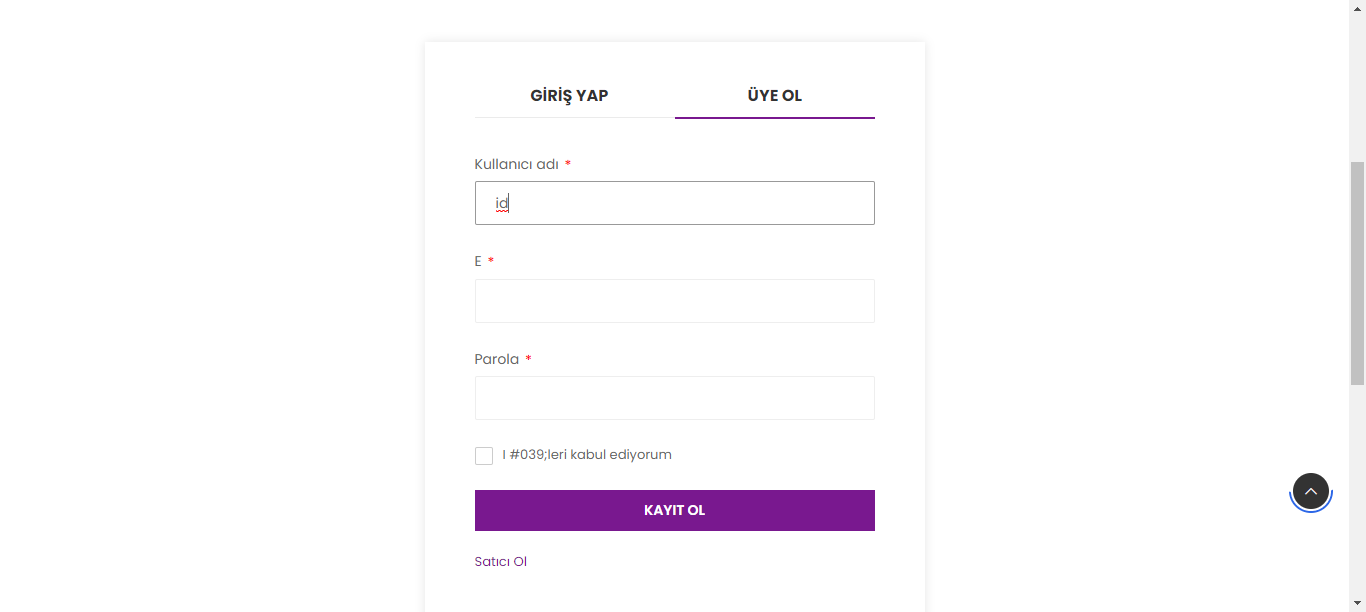 GİRİŞ YAP ÜYE OL
Kullanıcı adı *
id
E *
Parola *
I #039;leri kabul ediyorum
KAYIT OL
Satıcı Ol